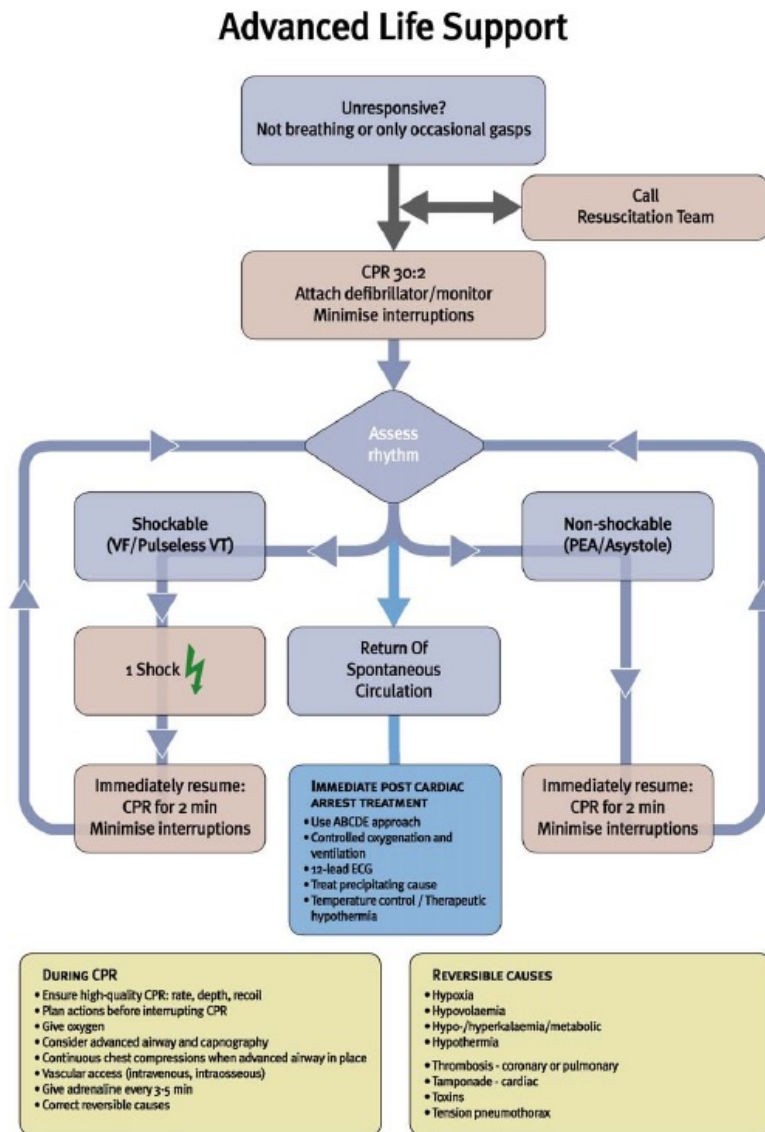 Advanced Life Support
Unresponsive?
Not breathing or only occasional gasps
Call
Resuscitation Team
CPR 30:2
Attach defibrillator/monitor
Minimise interruptions
Assess
rhythm
Shockable
(VF/Pulseless VT)
Non-shockable
(PEA/Asystole)
1 Shock
Return Of
Spontaneous
Circulation
Immediately resume:
CPR for 2 min
Minimise interruptions
IMMEDIATE POST CARDIAC
ARREST TREATMENT
• Use ABCDE approach
• Controlled oxygenation and
ventilation
• 12-lead ECG
• Treat precipitating cause
• Temperature control / Therapeutic
hypothermia
Immediately resume:
CPR for 2 min
Minimise interruptions
DURING CPR
• Ensure high-quality CPR: rate, depth, recoil
• Plan actions before interrupting CPR
• Give oxygen
• Consider advanced airway and capnography
• Continuous chest compressions when advanced airway in place
• Vascular access (intravenous, intraosseous)
• Give adrenaline every 3-5 min
• Correct reversible causes
REVERSIBLE CAUSES
• Hypoxia
• Hypovolaemia
• Hypo-/hyperkalaemia/metabolic
• Hypothermia
• Thrombosis - coronary or pulmonary
• Tamponade - cardiac
• Toxins
• Tension pneumothorax